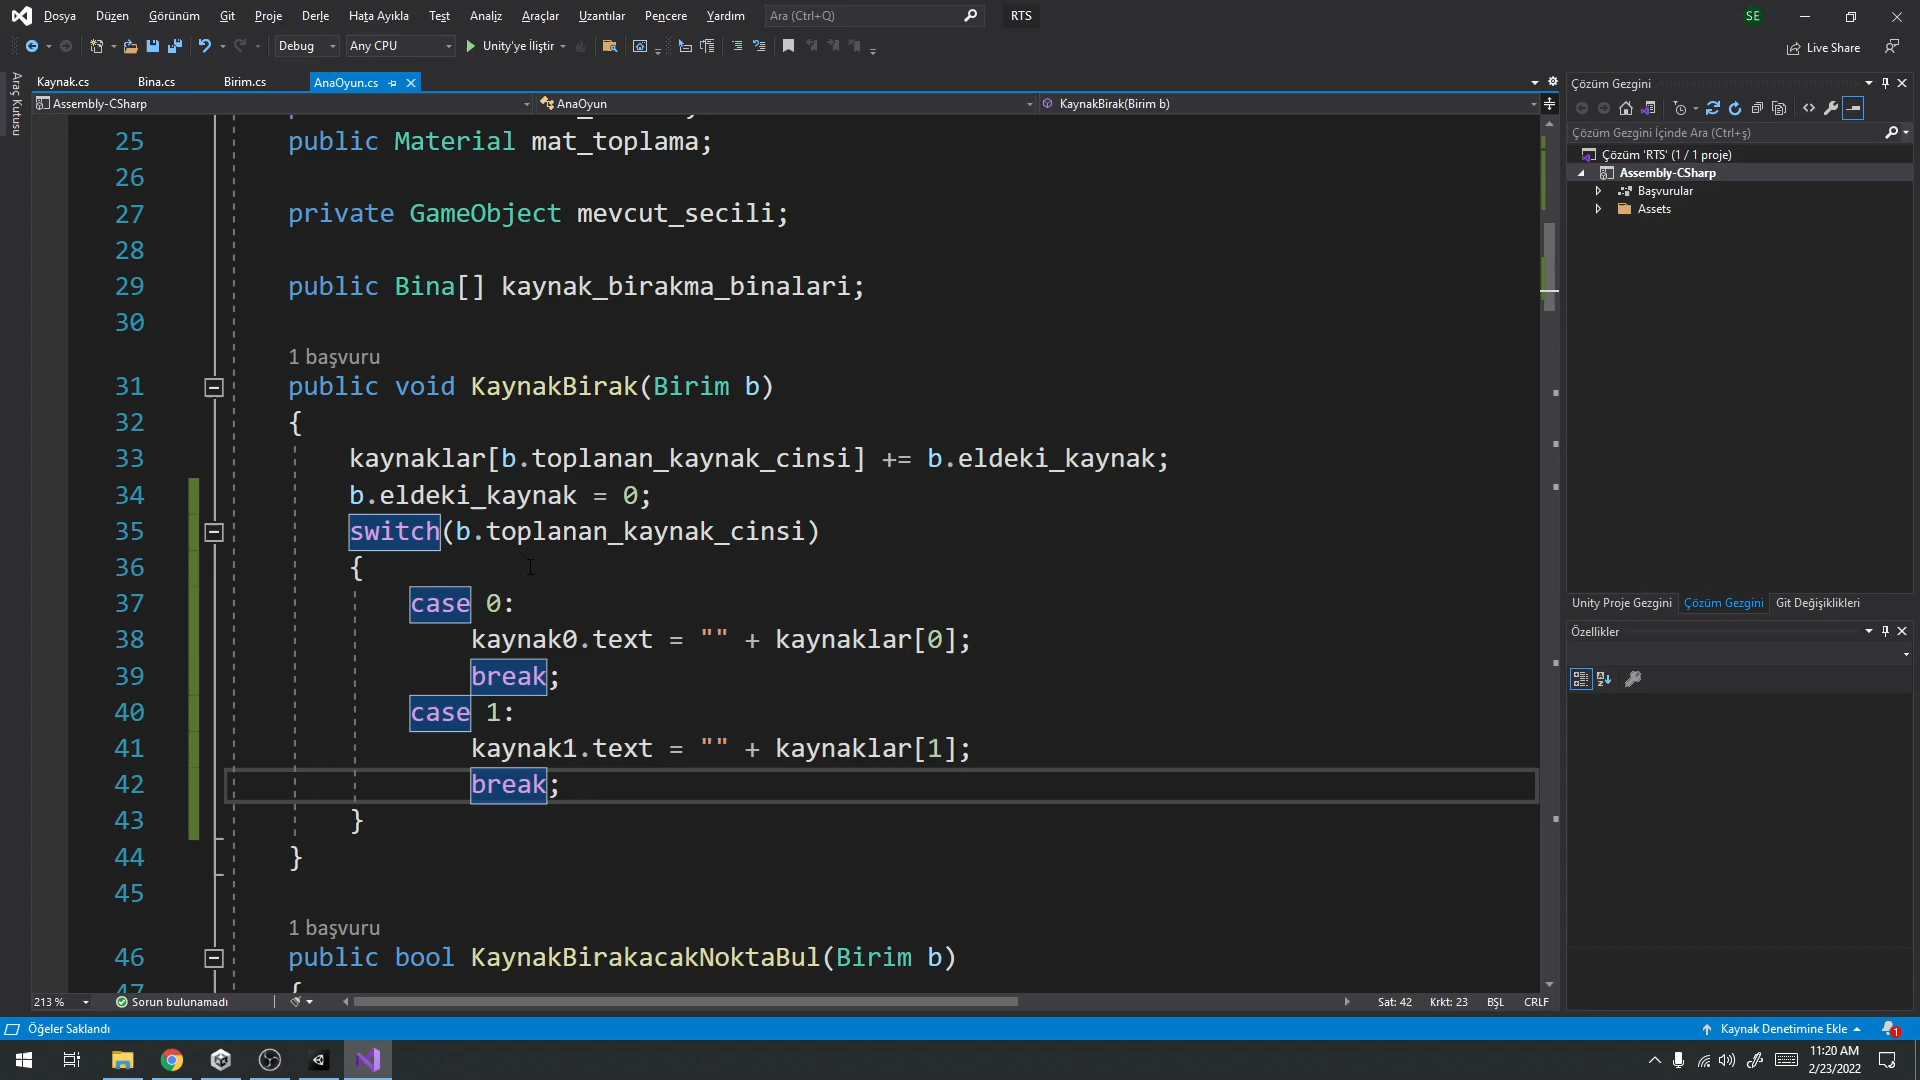 Dosya Düzen Görünüm Git Proje Derle Hata Ayıkla Test Analiz Araçlar Uzantılar Pencere Yardım Ara (Ctrl+Q) RTS SE
Debug Any CPU Unity'ye İliştir Live Share
Araç Kutusu
Kaynak.cs Bina.cs Birim.cs AnaOyun.cs
Assembly-CSharp AnaOyun KaynakBirak(Birim b)
25 public Material mat_toplama;
26
27 private GameObject mevcut_secili;
28
29 public Bina[] kaynak_birakma_binalari;
30
1 başvuru
31 public void KaynakBirak(Birim b)
32 {
33 kaynaklar[b.toplanan_kaynak_cinsi] += b.eldeki_kaynak;
34 b.eldeki_kaynak = 0;
35 switch(b.toplanan_kaynak_cinsi)
36 {
37 case 0:
38 kaynak0.text = "" + kaynaklar[0];
39 break;
40 case 1:
41 kaynak1.text = "" + kaynaklar[1];
42 break;
43 }
44 }
45
1 başvuru
46 public bool KaynakBirakacakNoktaBul(Birim b)
47 {
213 % Sorun bulunamadı Sat: 42 Krkt: 23 BŞL CRLF
Çözüm Gezgini
Çözüm Gezgini İçinde Ara (Ctrl+ş)
Çözüm 'RTS' (1 / 1 proje)
Assembly-CSharp
Başvurular
Assets
Unity Proje Gezgini Çözüm Gezgini Git Değişiklikleri
Özellikler
Öğeler Saklandı Kaynak Denetimine Ekle 1
11:20 AM
2/23/2022